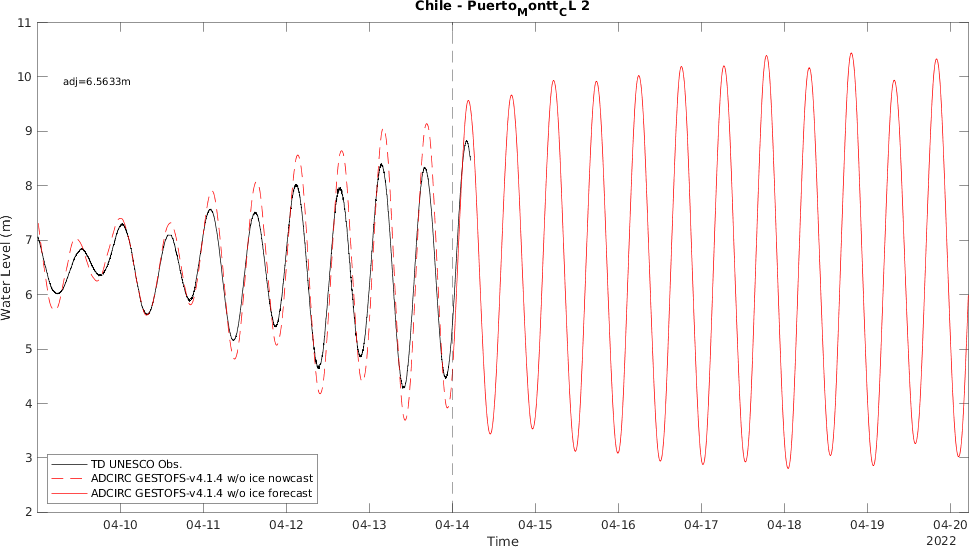 Chile - PuertoMonttCL 2
11
10
9
8
7
6
5
4
3
2
Water Level (m)
adj=6.5633m
TD UNESCO Obs.
ADCIRC GESTOFS-v4.1.4 w/o ice nowcast
ADCIRC GESTOFS-v4.1.4 w/o ice forecast
04-10 04-11 04-12 04-13 04-14 04-15 04-16 04-17 04-18 04-19 04-20
Time
2022